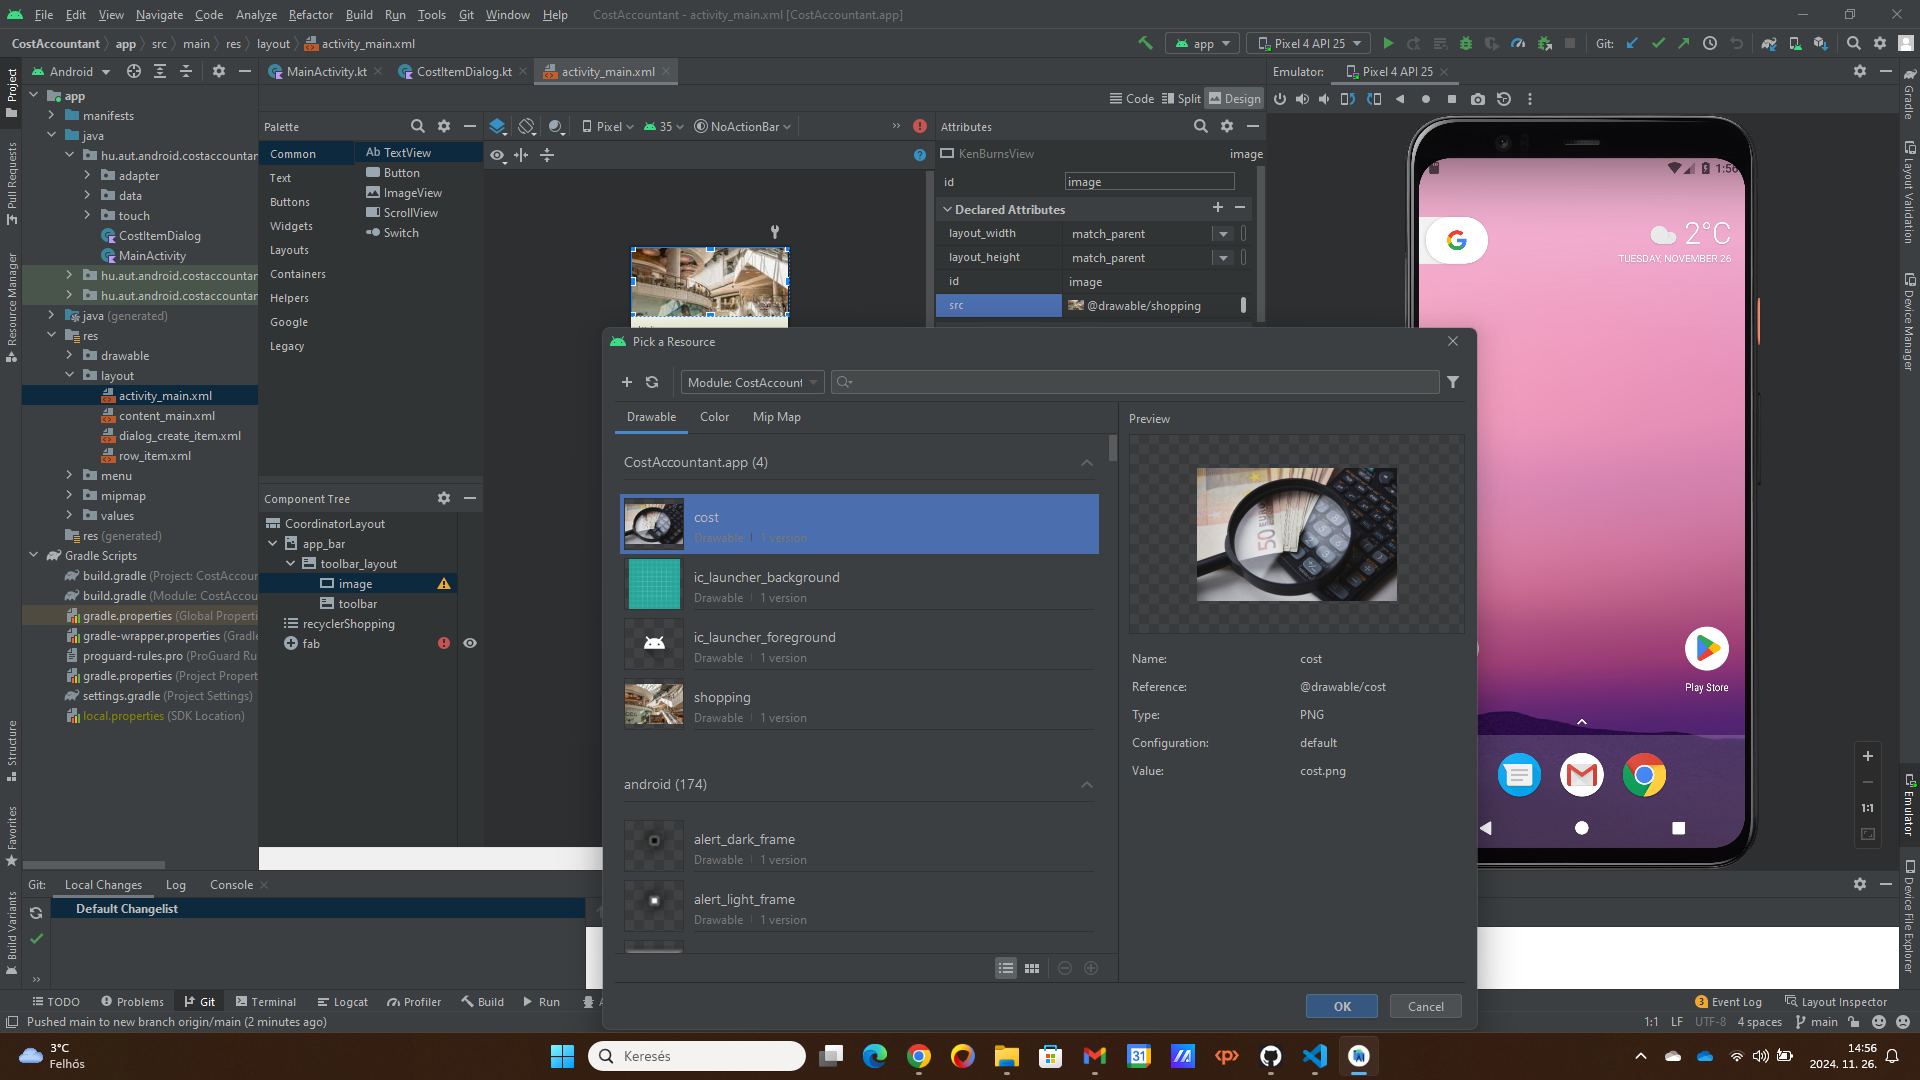 File Edit View Navigate Code Analyze Refactor Build Run Tools Git Window Help CostAccountant - activity_main.xml [CostAccountant.app]
CostAccountant app src main res layout activity_main.xml
app Pixel 4 API 25 Git:
Project
Pull Requests
Resource Manager
Structure
Favorites
Build Variants
Android
app
manifests
java
hu.aut.android.costaccountan
adapter
data
touch
CostItemDialog
MainActivity
hu.aut.android.costaccountan
hu.aut.android.costaccountan
java (generated)
res
drawable
layout
activity_main.xml
content_main.xml
dialog_create_item.xml
row_item.xml
menu
mipmap
values
res (generated)
Gradle Scripts
build.gradle (Project: CostAccour
build.gradle (Module: CostAccou
gradle.properties (Global Properti
gradle-wrapper.properties (Gradle
proguard-rules.pro (ProGuard Ru
gradle.properties (Project Propert
settings.gradle (Project Settings)
local.properties (SDK Location)
MainActivity.kt CostItemDialog.kt activity_main.xml
Code Split Design
Palette
Common
Text
Buttons
Widgets
Layouts
Containers
Helpers
Google
Legacy
Ab TextView
Button
ImageView
ScrollView
Switch
Pixel 35 NoActionBar
Component Tree
CoordinatorLayout
app_bar
toolbar_layout
image
toolbar
recyclerShopping
fab
Attributes
KenBurnsView image
id image
Declared Attributes
layout_width match_parent
layout_height match_parent
id image
src @drawable/shopping
Emulator: Pixel 4 API 25
1:56
2°C
TUESDAY, NOVEMBER 26
Play Store
1:1
Gradle
Layout Validation
Device Manager
Emulator
Device File Explorer
Pick a Resource
Module: CostAccount
Drawable Color Mip Map
CostAccountant.app (4)
cost
Drawable 1 version
ic_launcher_background
Drawable 1 version
ic_launcher_foreground
Drawable 1 version
shopping
Drawable 1 version
android (174)
alert_dark_frame
Drawable 1 version
alert_light_frame
Drawable 1 version
Preview
50 EURO
Name: cost
Reference: @drawable/cost
Type: PNG
Configuration: default
Value: cost.png
OK Cancel
Git: Local Changes Log Console
Default Changelist
TODO Problems Git Terminal Logcat Profiler Build Run A
3 Event Log Layout Inspector
Pushed main to new branch origin/main (2 minutes ago)
1:1 LF UTF-8 4 spaces main
3°C
Felhős
Keresés
31
14:56
2024. 11. 26.